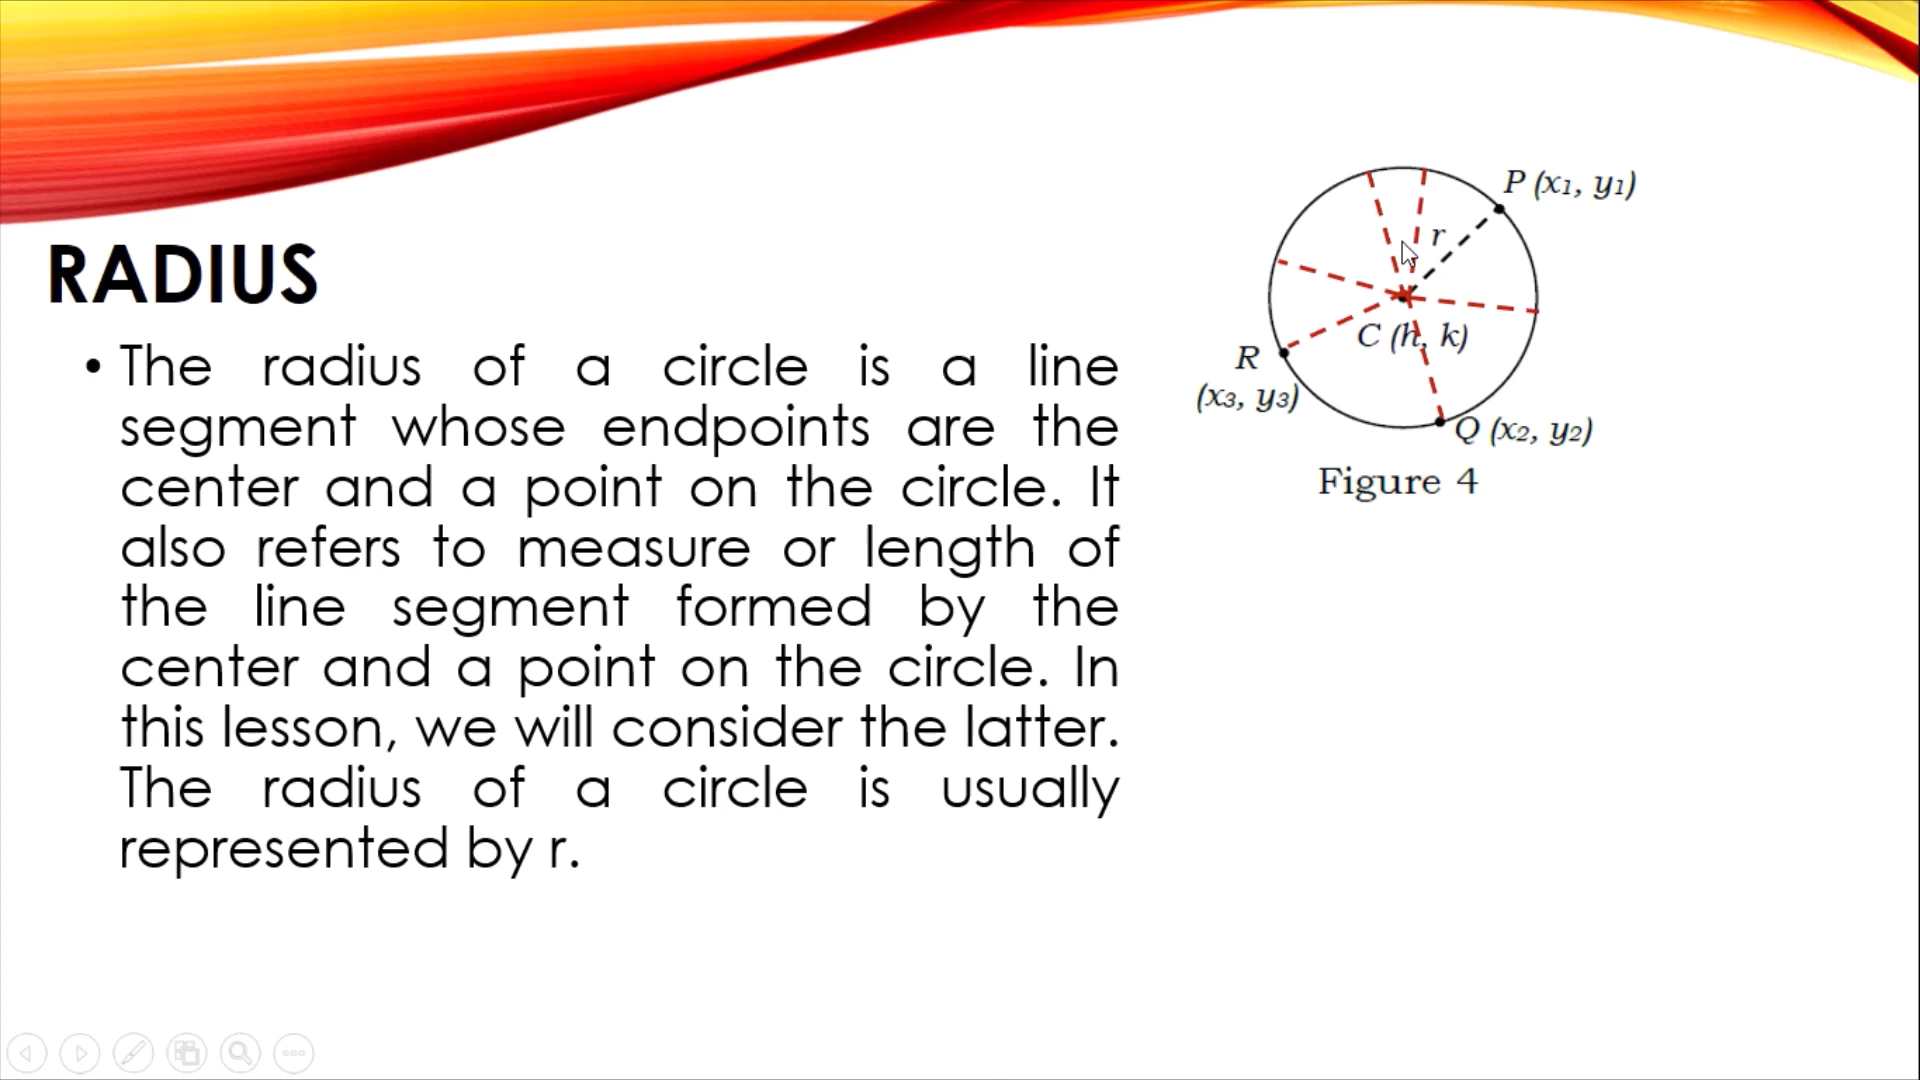 RADIUS
• The radius of a circle is a line
segment whose endpoints are the
center and a point on the circle. It
also refers to measure or length of
the line segment formed by the
center and a point on the circle. In
this lesson, we will consider the latter.
The radius of a circle is usually
represented by r.
P (x₁, y₁)
r
C (h, k)
R
(x₃, y₃)
Q (x₂, y₂)
Figure 4